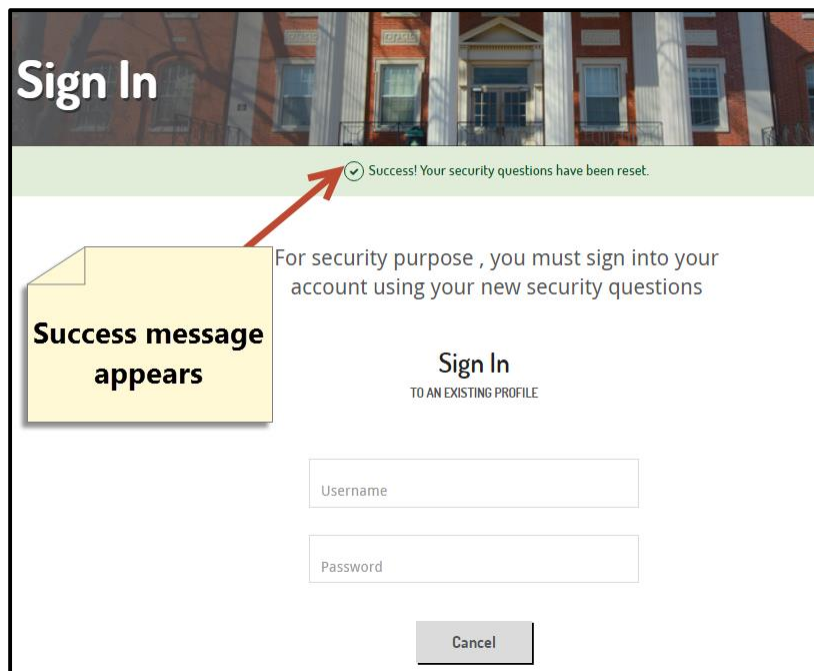 Sign In
Success! Your security questions have been reset.
For security purpose , you must sign into your
account using your new security questions
Success message
appears
Sign In
TO AN EXISTING PROFILE
Username
Password
Cancel